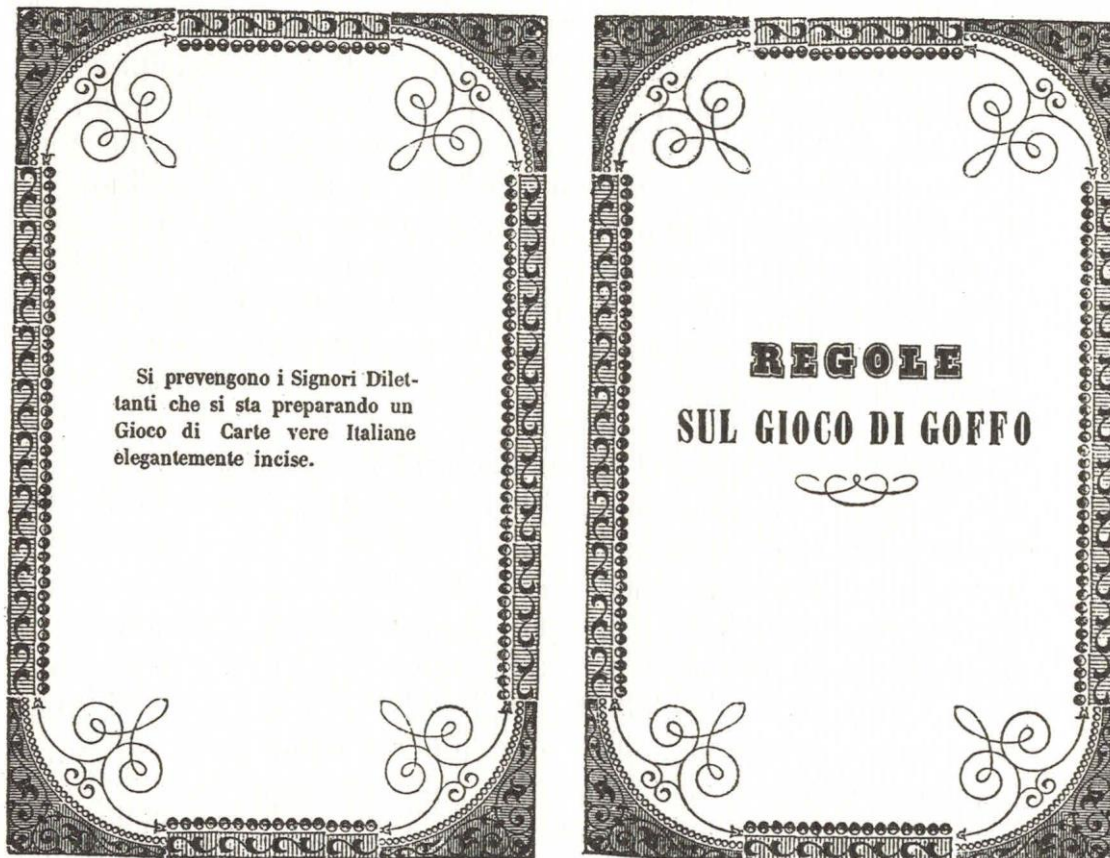 Si prevengono i Signori Dilet-
tanti che si sta preparando un
Gioco di Carte vere Italiane
elegantemente incise.
REGOLE
SUL GIOCO DI GOFFO